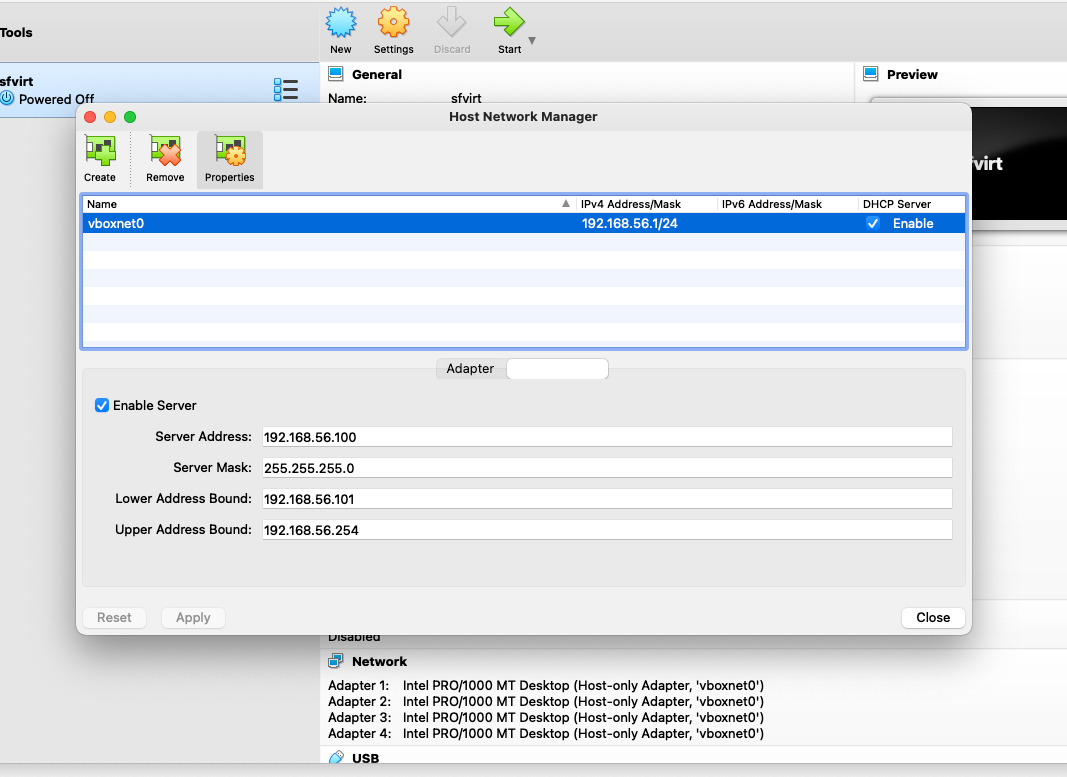 Tools
New
Settings
Discard
Start
sfvirt
Powered Off
General
Name: sfvirt
Preview
Host Network Manager
Create
Remove
Properties
Name IPv4 Address/Mask IPv6 Address/Mask DHCP Server
vboxnet0 192.168.56.1/24 Enable
Adapter
Enable Server
Server Address: 192.168.56.100
Server Mask: 255.255.255.0
Lower Address Bound: 192.168.56.101
Upper Address Bound: 192.168.56.254
Reset
Apply
Close
Disabled
Network
Adapter 1: Intel PRO/1000 MT Desktop (Host-only Adapter, 'vboxnet0')
Adapter 2: Intel PRO/1000 MT Desktop (Host-only Adapter, 'vboxnet0')
Adapter 3: Intel PRO/1000 MT Desktop (Host-only Adapter, 'vboxnet0')
Adapter 4: Intel PRO/1000 MT Desktop (Host-only Adapter, 'vboxnet0')
USB